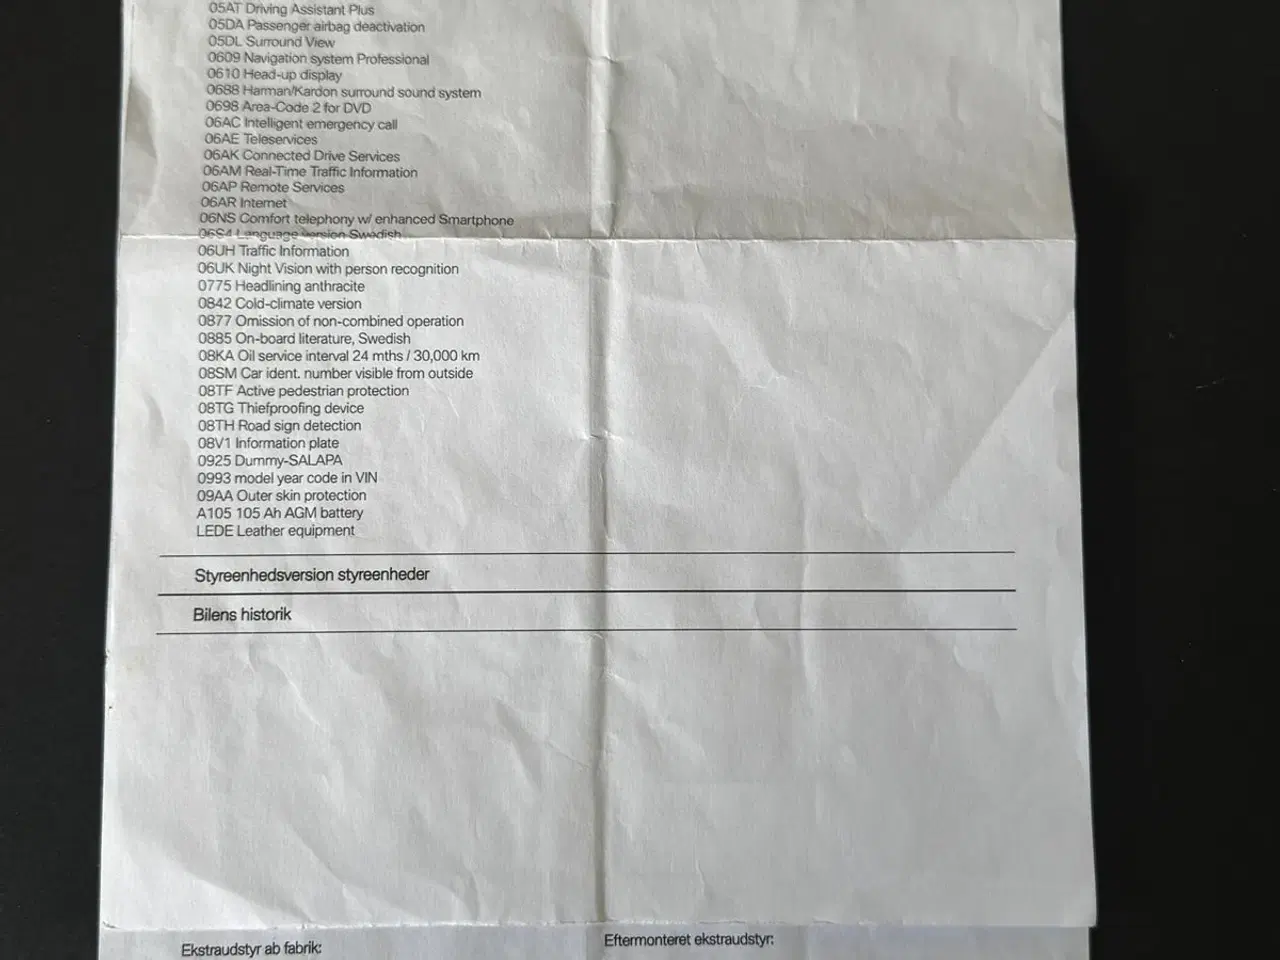 05AT Driving Assistant Plus
05DA Passenger airbag deactivation
05DL Surround View
0609 Navigation system Professional
0610 Head-up display
0688 Harman/Kardon surround sound system
0698 Area-Code 2 for DVD
06AC Intelligent emergency call
06AE Teleservices
06AK Connected Drive Services
06AM Real-Time Traffic Information
06AP Remote Services
06AR Internet
06NS Comfort telephony w/ enhanced Smartphone
06S4 Language version Swedish
06UH Traffic Information
06UK Night Vision with person recognition
0775 Headlining anthracite
0842 Cold-climate version
0877 Omission of non-combined operation
0885 On-board literature, Swedish
08KA Oil service interval 24 mths / 30,000 km
08SM Car ident. number visible from outside
08TF Active pedestrian protection
08TG Thiefproofing device
08TH Road sign detection
08V1 Information plate
0925 Dummy-SALAPA
0993 model year code in VIN
09AA Outer skin protection
A105 105 Ah AGM battery
LEDE Leather equipment
Styreenhedsversion styreenheder
Bilens historik
Ekstraudstyr ab fabrik:
Eftermonteret ekstraudstyr: